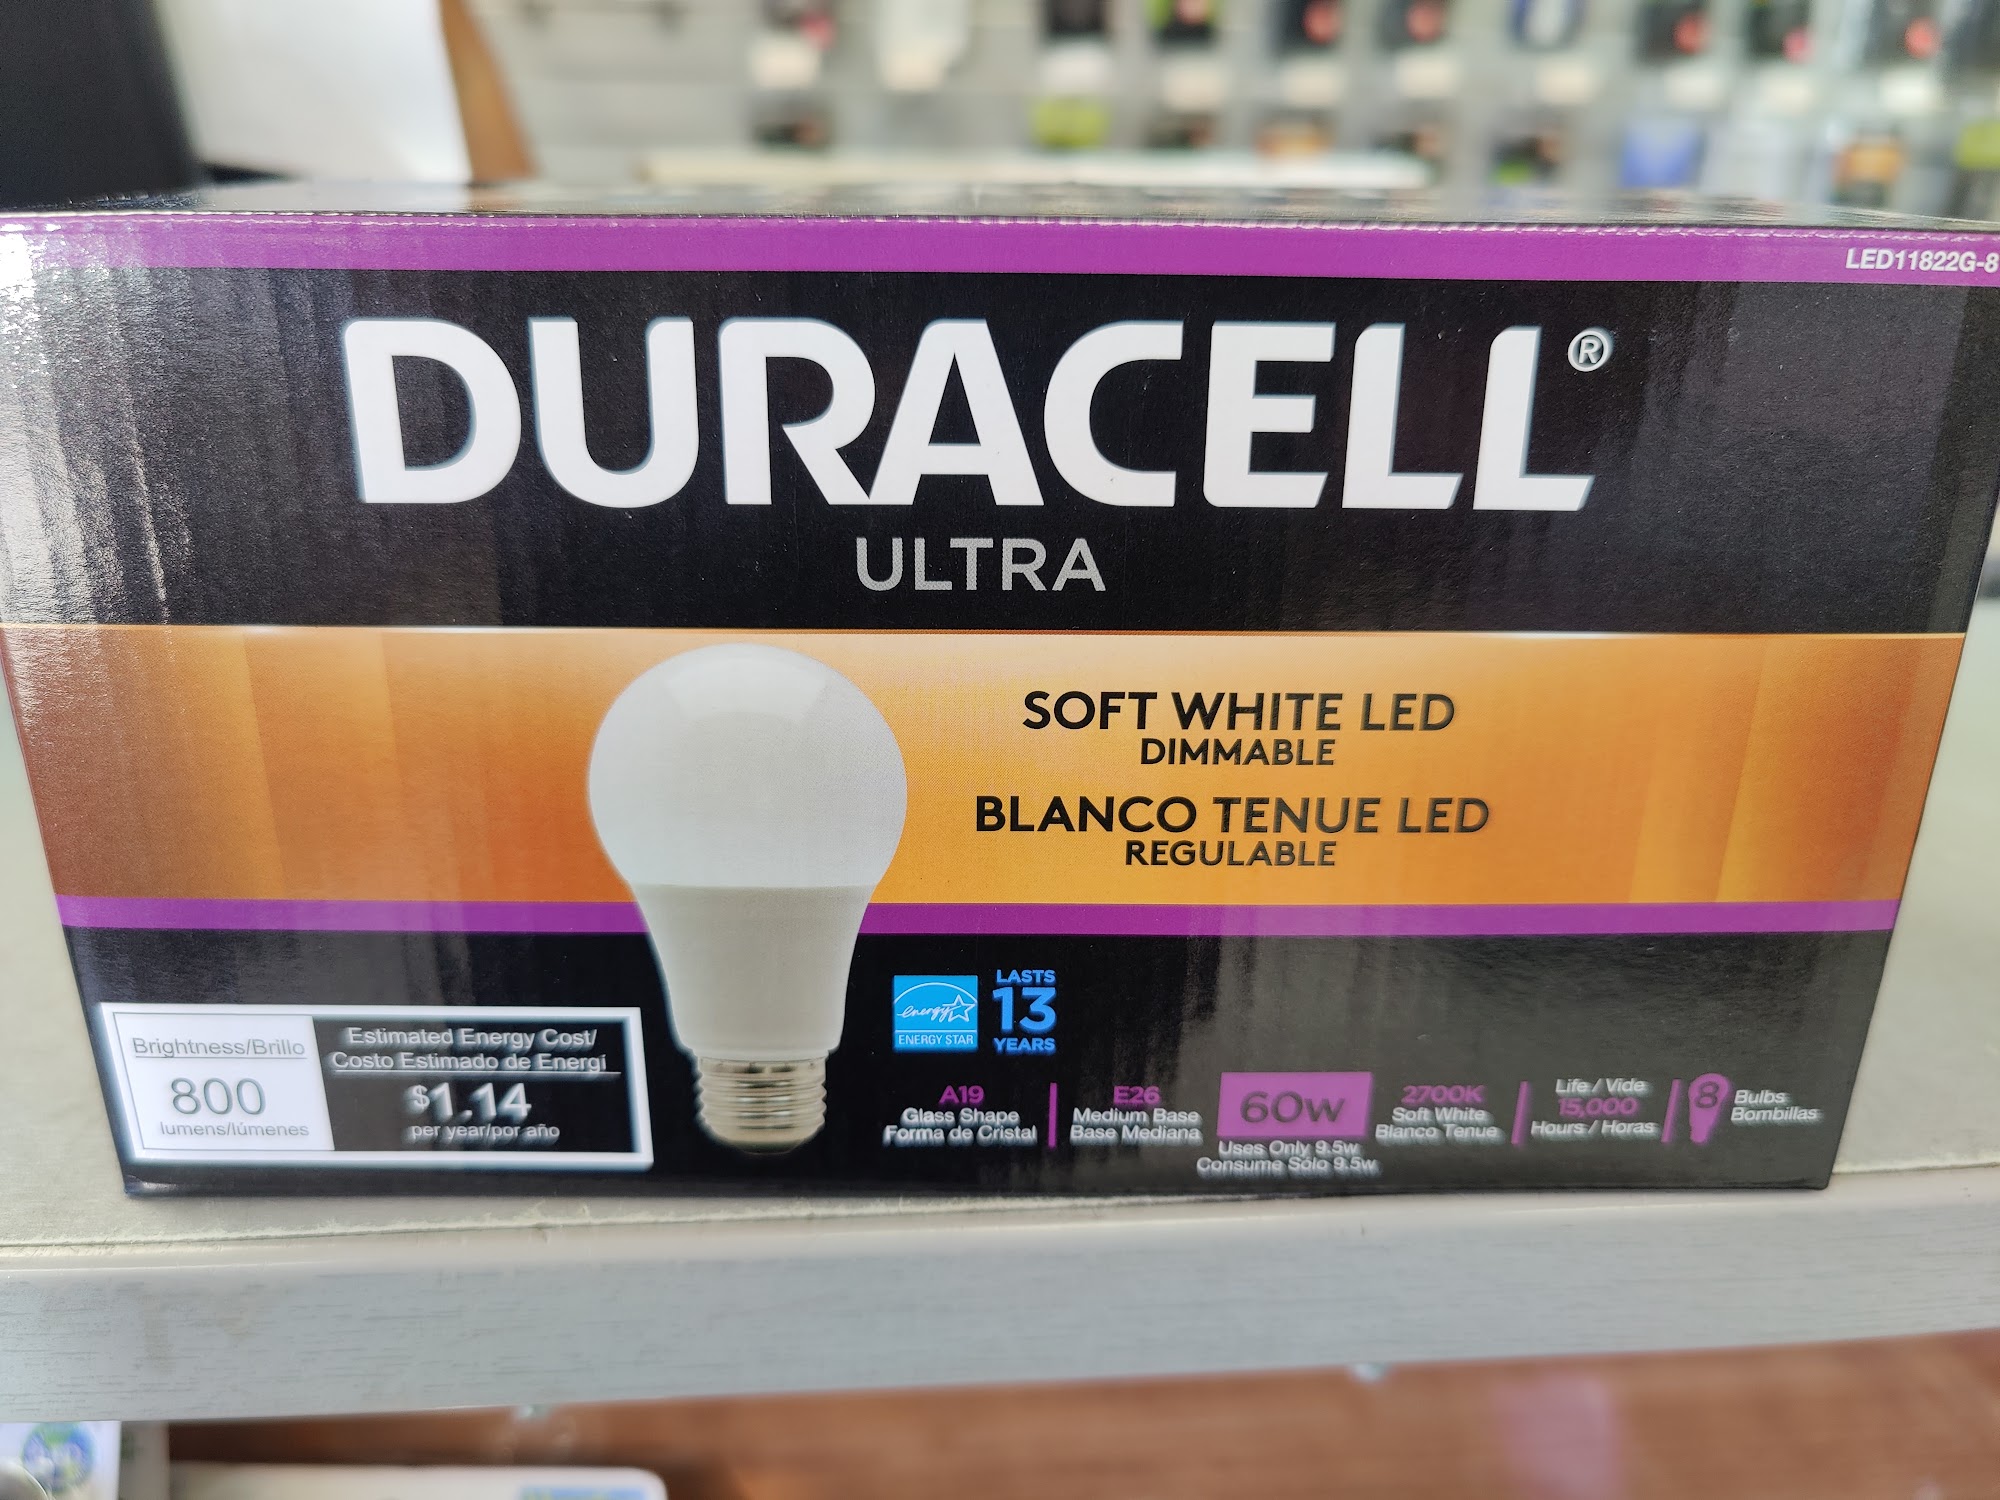 LED11822G-8
DURACELL®
ULTRA
SOFT WHITE LED
DIMMABLE
BLANCO TENUE LED
REGULABLE
energy
ENERGY STAR
LASTS
13
YEARS
Brightness/Brillo
800
lumens/lúmenes
Estimated Energy Cost/
Costo Estimado de Energi
$1.14
per year/por año
A19
Glass Shape
Forma de Cristal
E26
Medium Base
Base Mediana
60w
Uses Only 9.5w
Consume Sólo 9.5w
2700K
Soft White
Blanco Tenue
Life / Vide
15,000
Hours / Horas
8
Bulbs
Bombillas